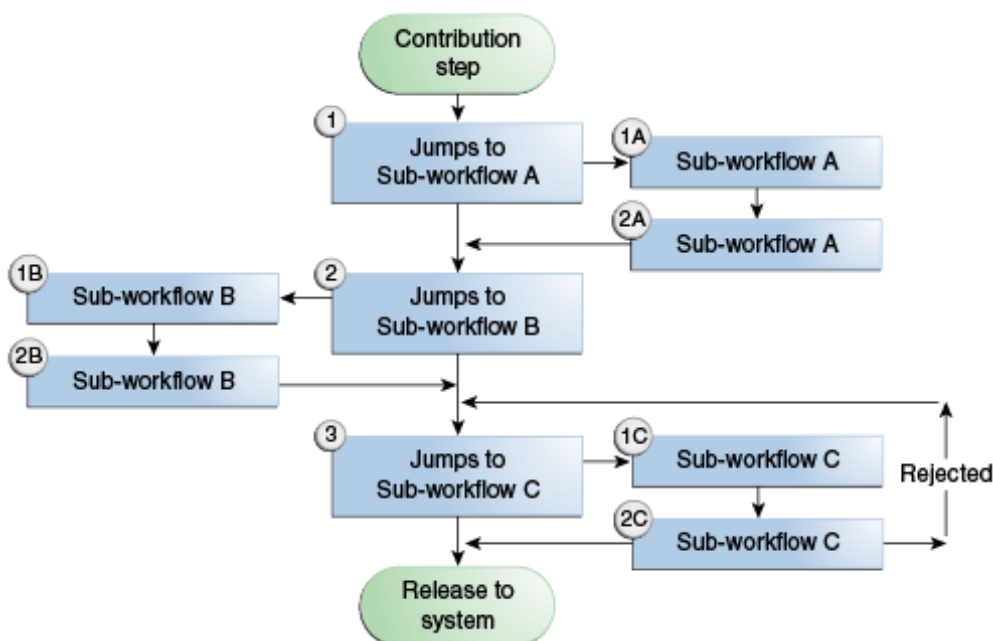 Contribution
step
1
Jumps to
Sub-workflow A
1A
Sub-workflow A
2A
Sub-workflow A
1B
Sub-workflow B
2
Jumps to
Sub-workflow B
2B
Sub-workflow B
3
Jumps to
Sub-workflow C
1C
Sub-workflow C
Rejected
2C
Sub-workflow C
Release to
system